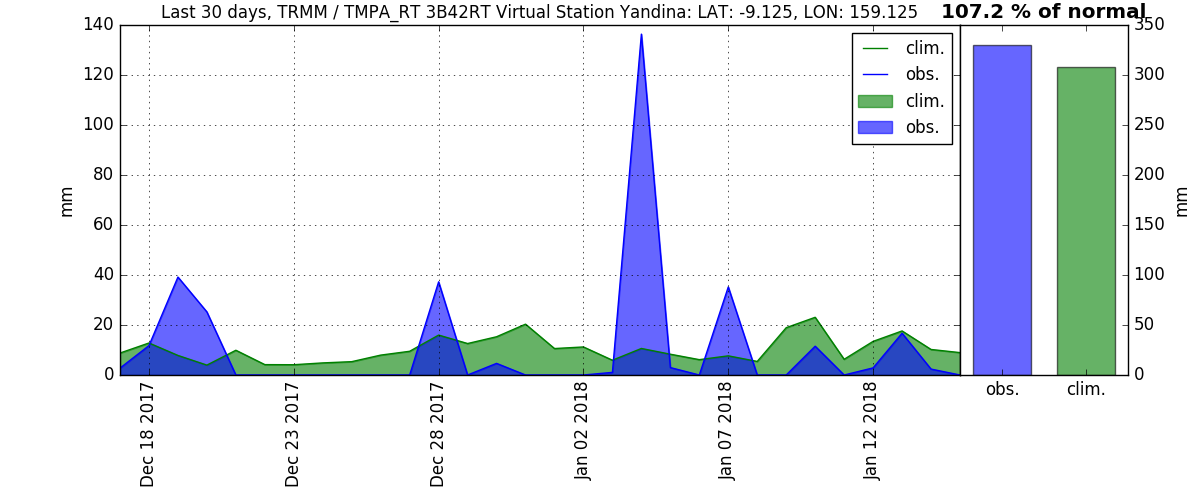 Last 30 days, TRMM / TMPA_RT 3B42RT Virtual Station Yandina: LAT: -9.125, LON: 159.125
107.2 % of normal
140
120
100
80
60
40
20
0
mm
Dec 18 2017
Dec 23 2017
Dec 28 2017
Jan 02 2018
Jan 07 2018
Jan 12 2018
clim.
obs.
clim.
obs.
350
300
250
200
150
100
50
0
mm
obs.
clim.